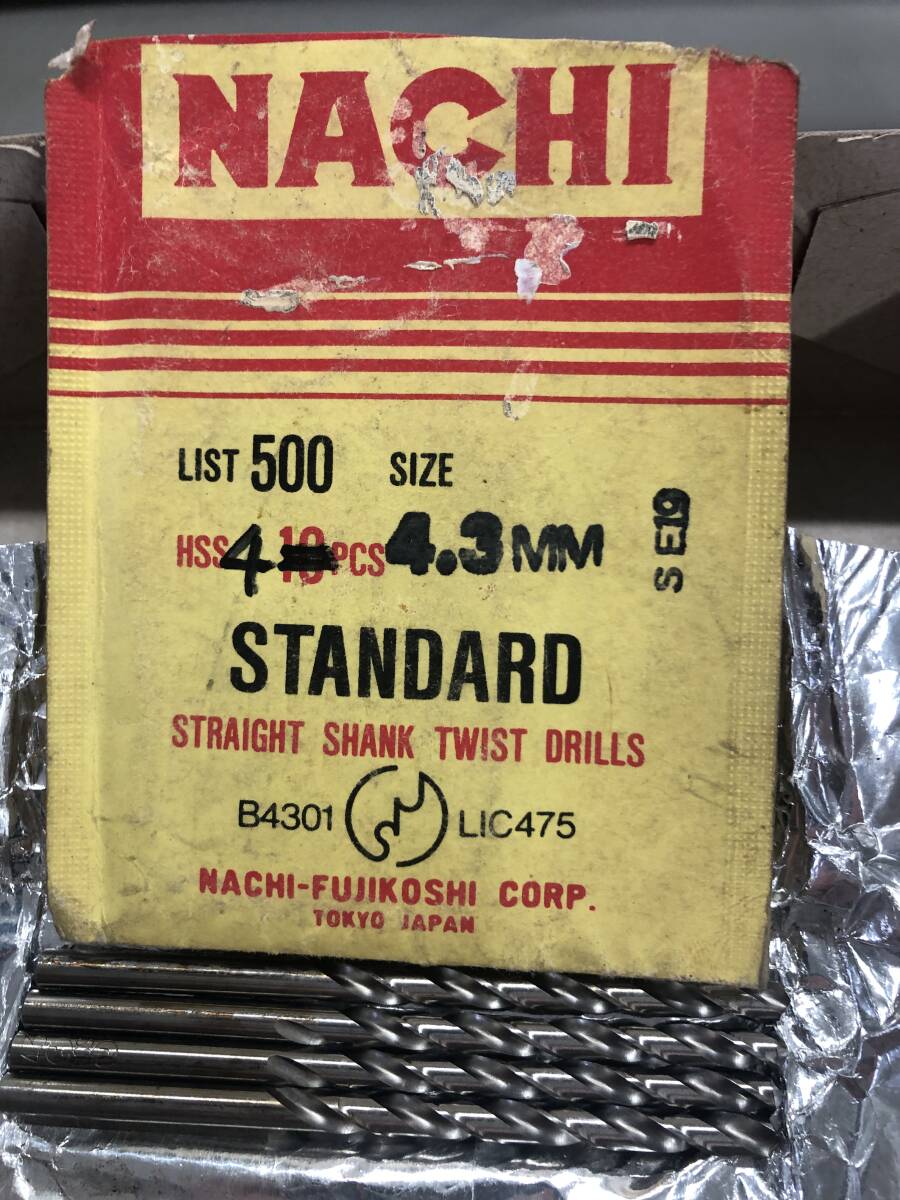 NACHI
LIST 500 SIZE
HSS 4 10 PCS 4.3 MM
S E19
STANDARD
STRAIGHT SHANK TWIST DRILLS
B4301 LIC475
NACHI-FUJIKOSHI CORP.
TOKYO JAPAN